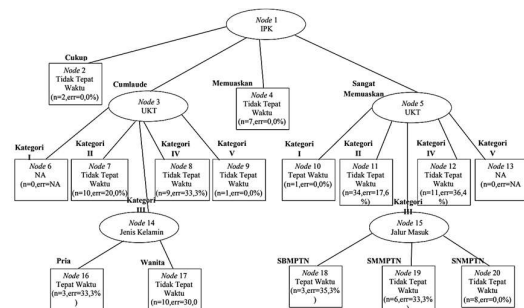 Node 1
IPK
Cukup
Node 2
Tidak Tepat
Waktu
(n=2,err=0,0%)
Cumlaude
Node 3
UKT
Memuaskan
Node 4
Tidak Tepat
Waktu
(n=7,err=0,0%)
Sangat
Memuaskan
Node 5
UKT
Kategori
I
Node 6
NA
(n=0,err=NA
Kategori
II
Node 7
Tidak Tepat
Waktu
(n=10,err=20,0%)
Kategori
IV
Node 8
Tidak Tepat
Waktu
(n=9,err=33,3%)
Kategori
V
Node 9
Tidak Tepat
Waktu
(n=1,err=0,0%)
Kategori
I
Node 10
Tepat Waktu
(n=1,err=0,0%)
Kategori
II
Node 11
Tidak Tepat
Waktu
(n=34,err=17,6
%)
Kategori
IV
Node 12
Tidak Tepat
Waktu
(n=11,err=36,4
%)
Kategori
V
Node 13
NA
(n=0,err=NA
Kategori
III
Node 14
Jenis Kelamin
Kategori
III
Node 15
Jalur Masuk
Pria
Node 16
Tepat Waktu
(n=3,err=33,3%
)
Wanita
Node 17
Tidak Tepat
Waktu
(n=10,err=30,0
SBMPTN
Node 18
Tepat Waktu
(n=3,err=35,3%
)
SMMPTN
Node 19
Tidak Tepat
Waktu
(n=6,err=33,3%
)
SNMPTN
Node 20
Tidak Tepat
Waktu
(n=8,err=0,0%)